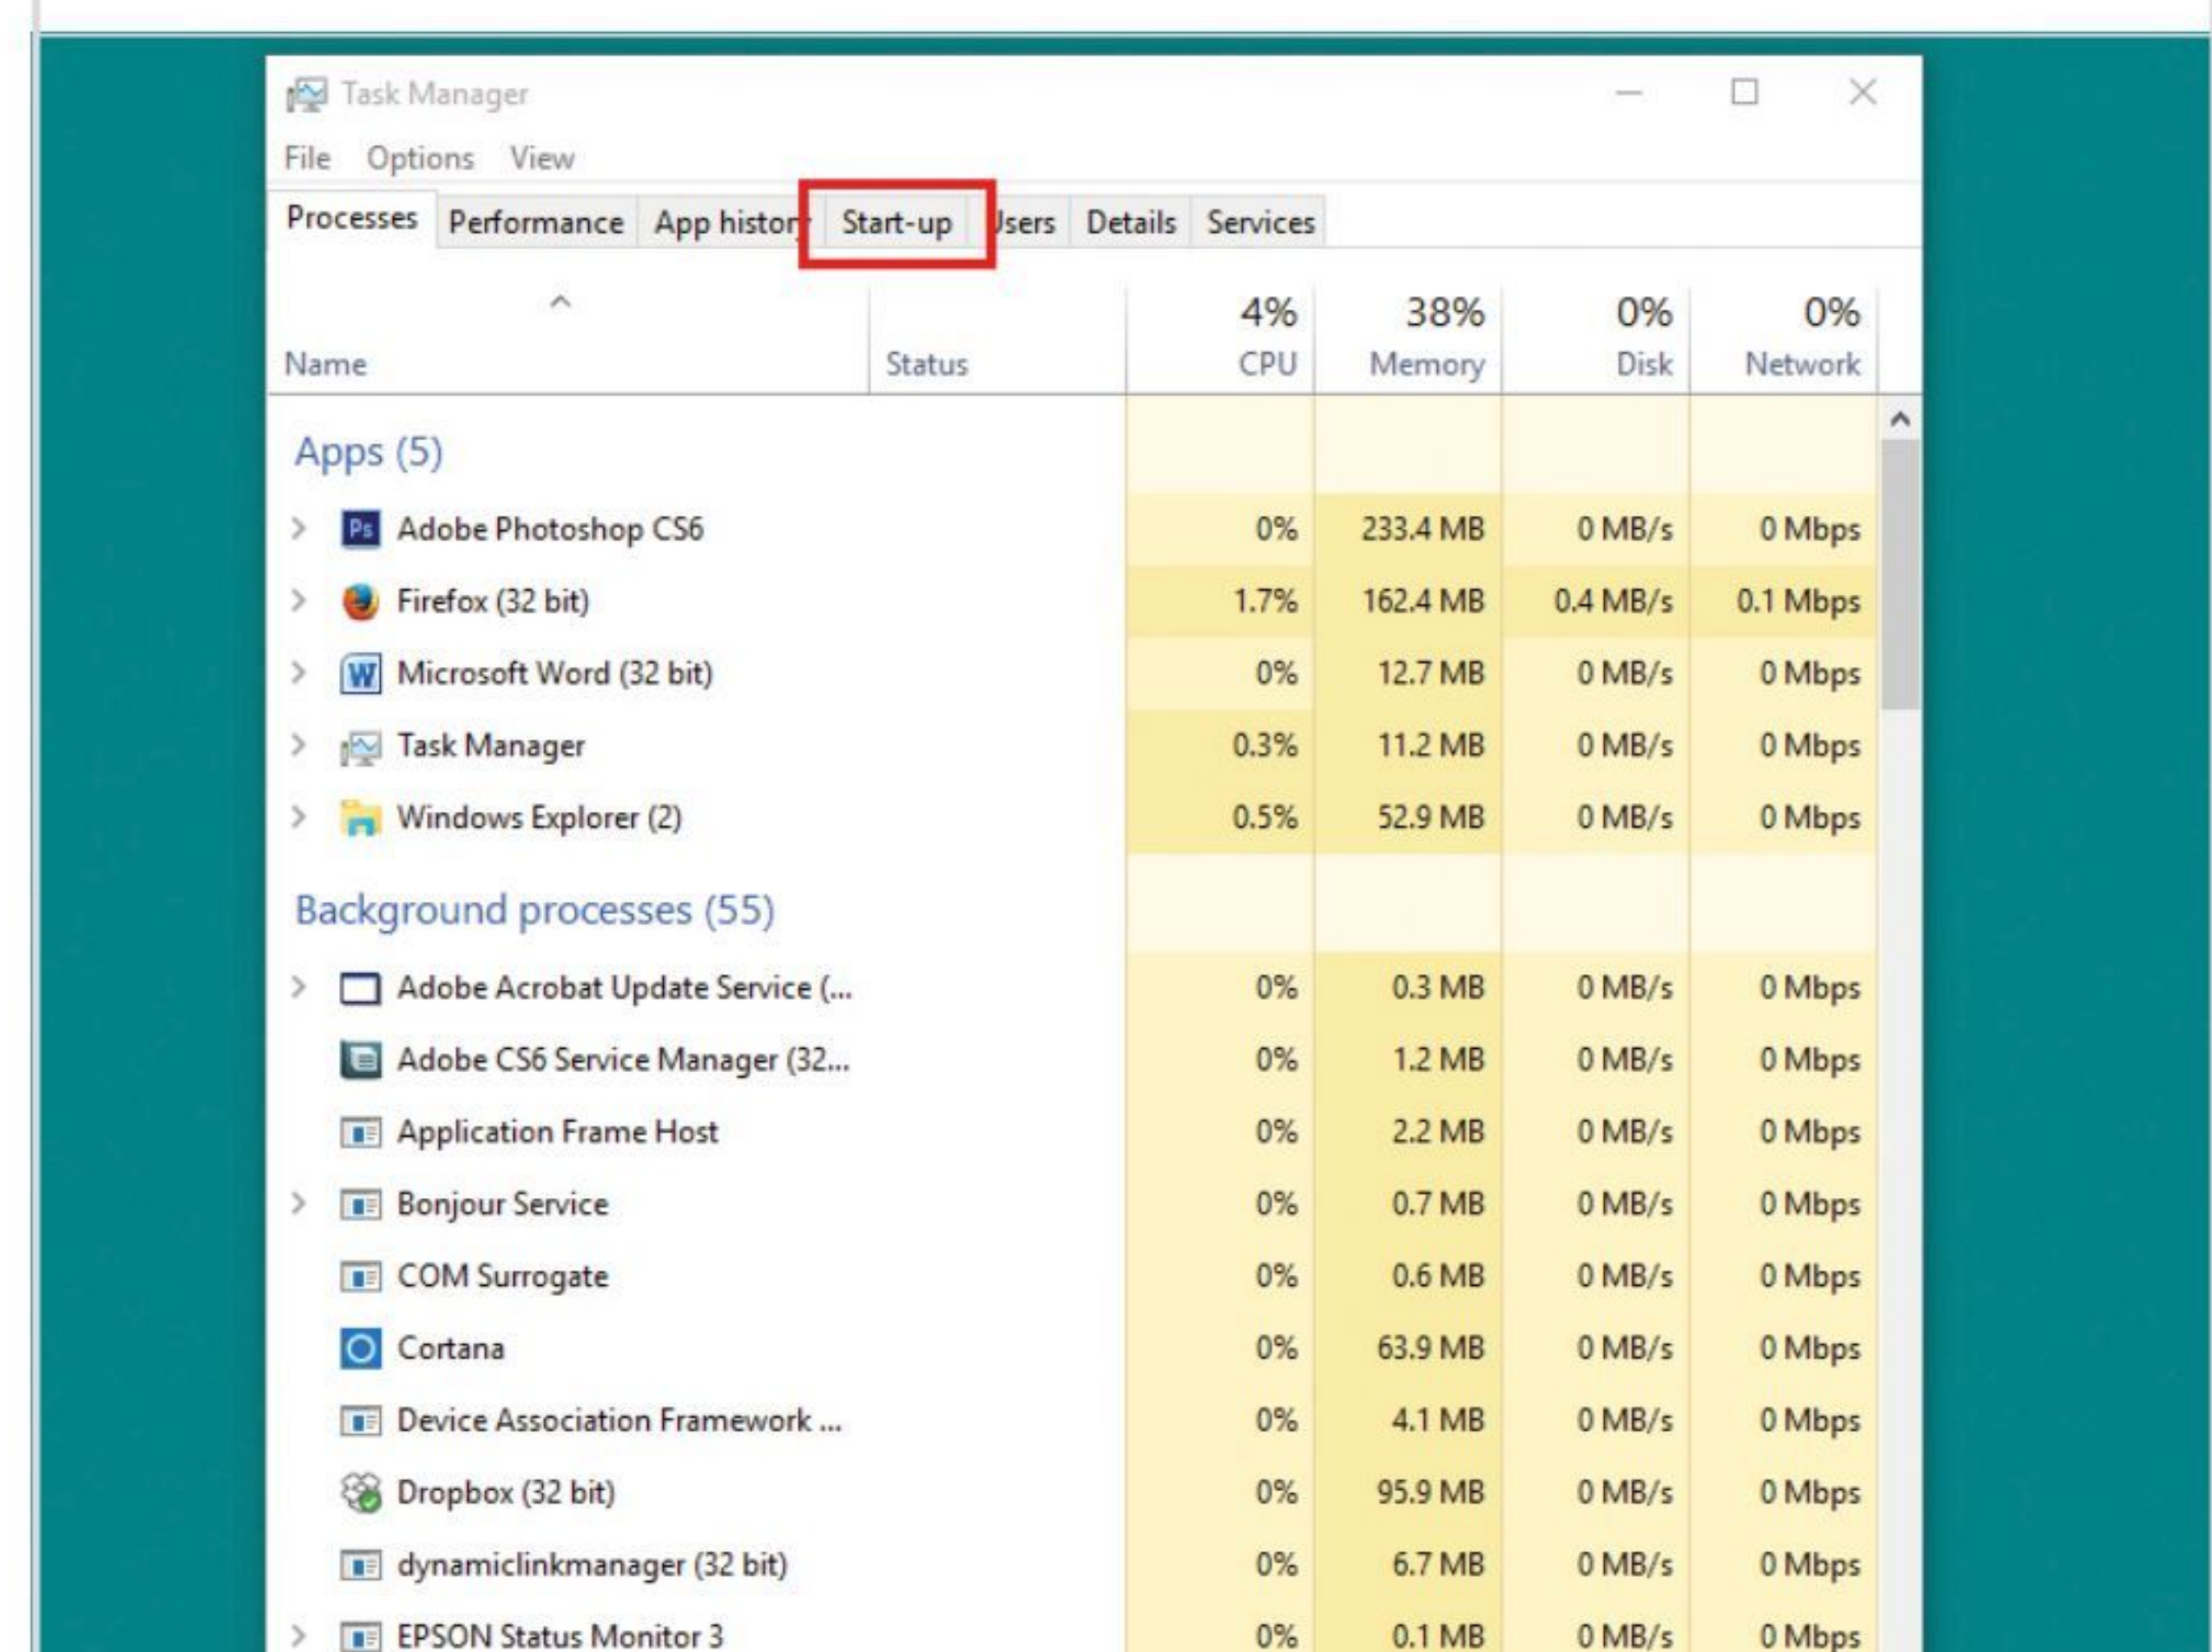 Task Manager
File Options View
Processes Performance App history Start-up Users Details Services
4% 38% 0% 0%
Name Status CPU Memory Disk Network
Apps (5)
Ps Adobe Photoshop CS6 0% 233.4 MB 0 MB/s 0 Mbps
Firefox (32 bit) 1.7% 162.4 MB 0.4 MB/s 0.1 Mbps
W Microsoft Word (32 bit) 0% 12.7 MB 0 MB/s 0 Mbps
Task Manager 0.3% 11.2 MB 0 MB/s 0 Mbps
Windows Explorer (2) 0.5% 52.9 MB 0 MB/s 0 Mbps
Background processes (55)
Adobe Acrobat Update Service (... 0% 0.3 MB 0 MB/s 0 Mbps
Adobe CS6 Service Manager (32... 0% 1.2 MB 0 MB/s 0 Mbps
Application Frame Host 0% 2.2 MB 0 MB/s 0 Mbps
Bonjour Service 0% 0.7 MB 0 MB/s 0 Mbps
COM Surrogate 0% 0.6 MB 0 MB/s 0 Mbps
Cortana 0% 63.9 MB 0 MB/s 0 Mbps
Device Association Framework ... 0% 4.1 MB 0 MB/s 0 Mbps
Dropbox (32 bit) 0% 95.9 MB 0 MB/s 0 Mbps
dynamiclinkmanager (32 bit) 0% 6.7 MB 0 MB/s 0 Mbps
EPSON Status Monitor 3 0% 0.1 MB 0 MB/s 0 Mbps